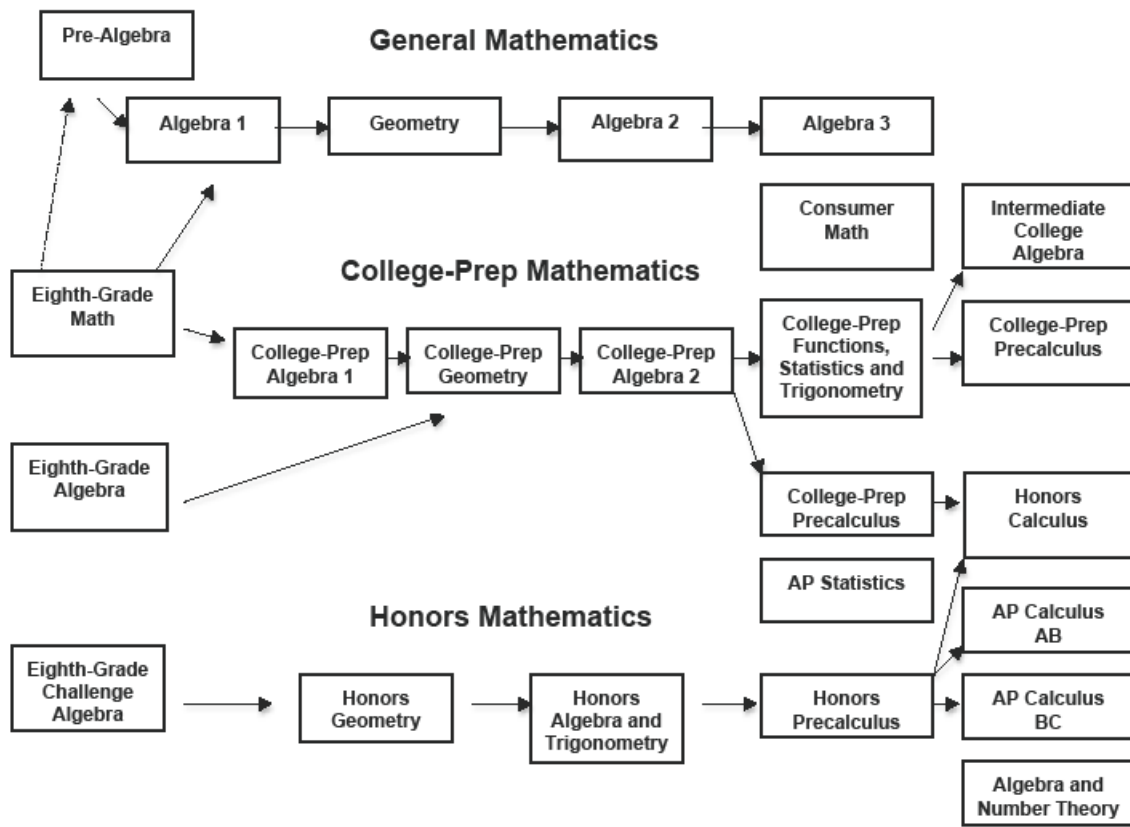 Pre-Algebra
General Mathematics
Algebra 1
Geometry
Algebra 2
Algebra 3
Consumer
Math
Intermediate
College
Algebra
College-Prep Mathematics
Eighth-Grade
Math
College-Prep
Algebra 1
College-Prep
Geometry
College-Prep
Algebra 2
College-Prep
Functions,
Statistics and
Trigonometry
College-Prep
Precalculus
Eighth-Grade
Algebra
College-Prep
Precalculus
Honors
Calculus
AP Statistics
Honors Mathematics
AP Calculus
AB
Eighth-Grade
Challenge
Algebra
Honors
Geometry
Honors
Algebra and
Trigonometry
Honors
Precalculus
AP Calculus
BC
Algebra and
Number Theory